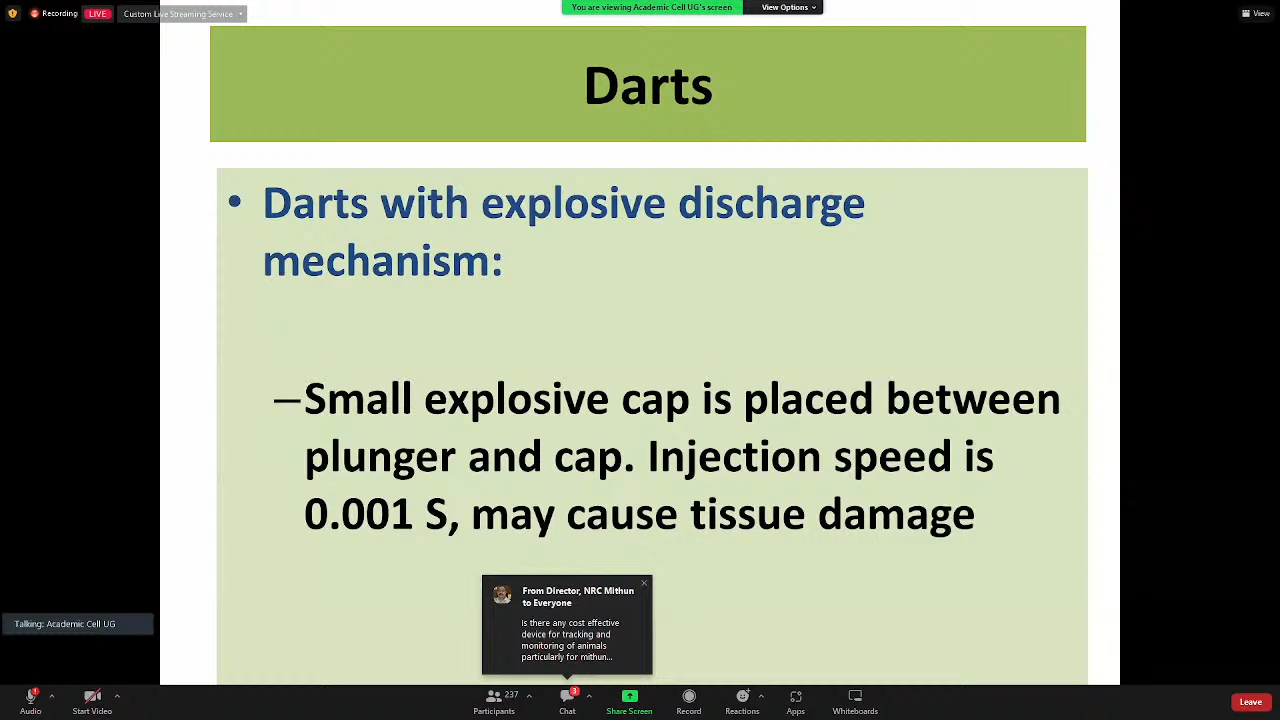 Recording
LIVE
Custom Live Streaming Service
You are viewing Academic Cell UG's screen
View Options
View
Darts
• Darts with explosive discharge
mechanism:
–Small explosive cap is placed between
plunger and cap. Injection speed is
0.001 S, may cause tissue damage
From Director, NRC Mithun
to Everyone
Is there any cost effective
device for tracking and
monitoring of animals
particularly for mithun...
Talking: Academic Cell UG
Audio
Start Video
237
Participants
3
Chat
Share Screen
Record
Reactions
Apps
Whiteboards
Leave